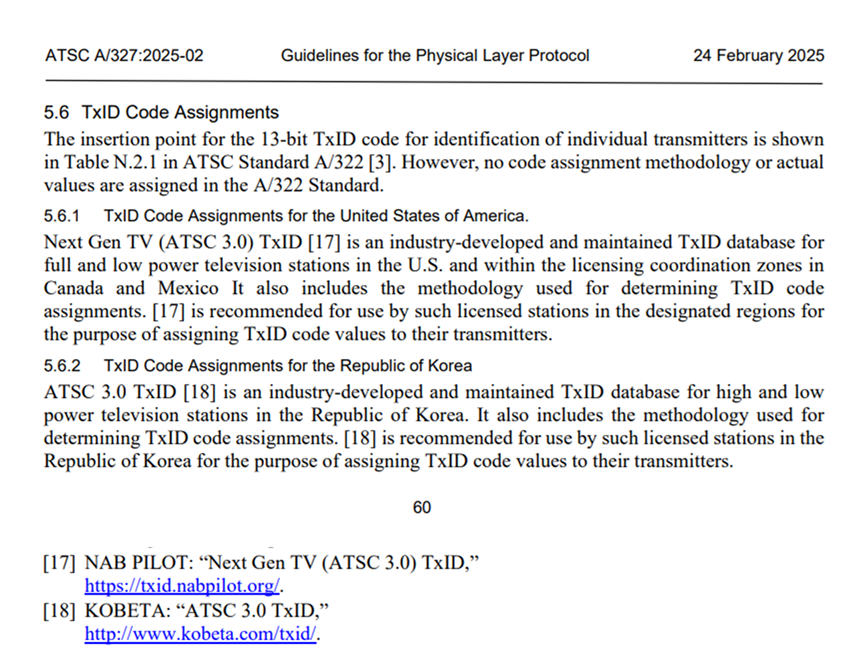 ATSC A/327:2025-02 Guidelines for the Physical Layer Protocol 24 February 2025
5.6 TxID Code Assignments
The insertion point for the 13-bit TxID code for identification of individual transmitters is shown
in Table N.2.1 in ATSC Standard A/322 [3]. However, no code assignment methodology or actual
values are assigned in the A/322 Standard.
5.6.1 TxID Code Assignments for the United States of America.
Next Gen TV (ATSC 3.0) TxID [17] is an industry-developed and maintained TxID database for
full and low power television stations in the U.S. and within the licensing coordination zones in
Canada and Mexico It also includes the methodology used for determining TxID code
assignments. [17] is recommended for use by such licensed stations in the designated regions for
the purpose of assigning TxID code values to their transmitters.
5.6.2 TxID Code Assignments for the Republic of Korea
ATSC 3.0 TxID [18] is an industry-developed and maintained TxID database for high and low
power television stations in the Republic of Korea. It also includes the methodology used for
determining TxID code assignments. [18] is recommended for use by such licensed stations in the
Republic of Korea for the purpose of assigning TxID code values to their transmitters.
60
[17] NAB PILOT: “Next Gen TV (ATSC 3.0) TxID,”
https://txid.nabpilot.org/.
[18] KOBETA: “ATSC 3.0 TxID,”
http://www.kobeta.com/txid/.